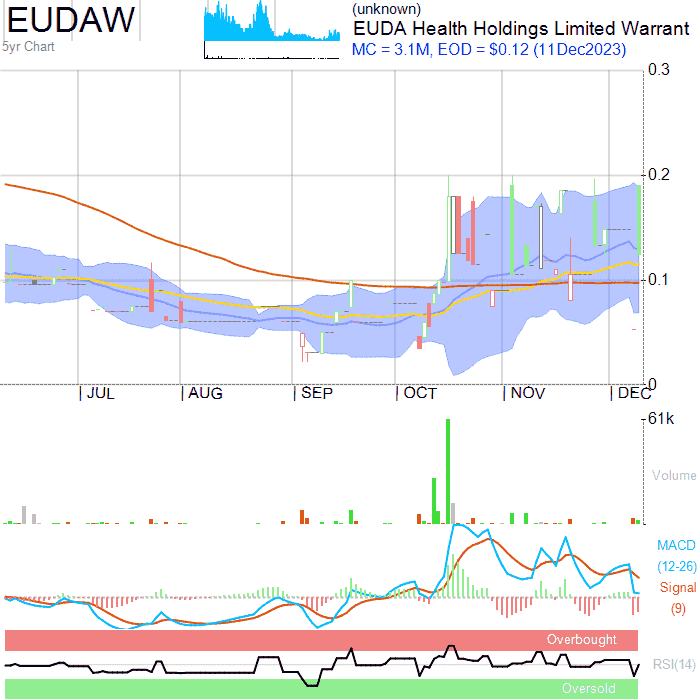 EUDAW
5yr Chart
(unknown)
EUDA Health Holdings Limited Warrant
MC = 3.1M, EOD = $0.12 (11Dec2023)
0.3
0.2
0.1
0
JUL
AUG
SEP
OCT
NOV
DEC
61k
Volume
MACD
(12-26)
Signal
(9)
Overbought
RSI(14)
Oversold